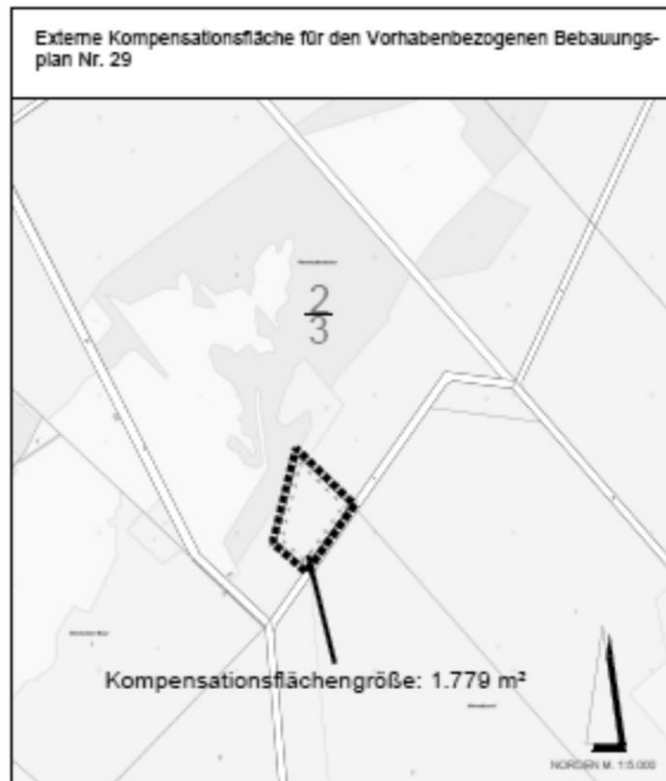 Externe Kompensationsfläche für den Vorhabenbezogenen Bebauungs-
plan Nr. 29
2
3
Kompensationsflächengröße: 1.779 m²
NORDEN M. 1:5.000